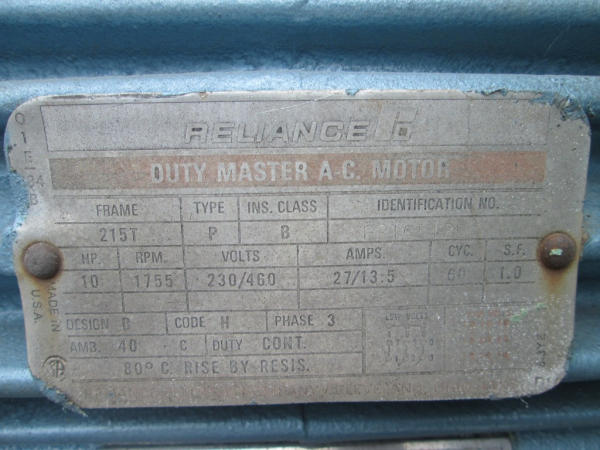 RELIANCE
DUTY MASTER A-C. MOTOR
FRAME TYPE INS. CLASS IDENTIFICATION NO.
215T P B
HP. RPM. VOLTS AMPS. CYC. S.F.
10 1755 230/460 27/13.5 60 1.0
DESIGN B CODE H PHASE 3 LOW VOLTS
AMB. 40 °C DUTY CONT.
80°C RISE BY RESIS.
MADE IN
U.S.A.